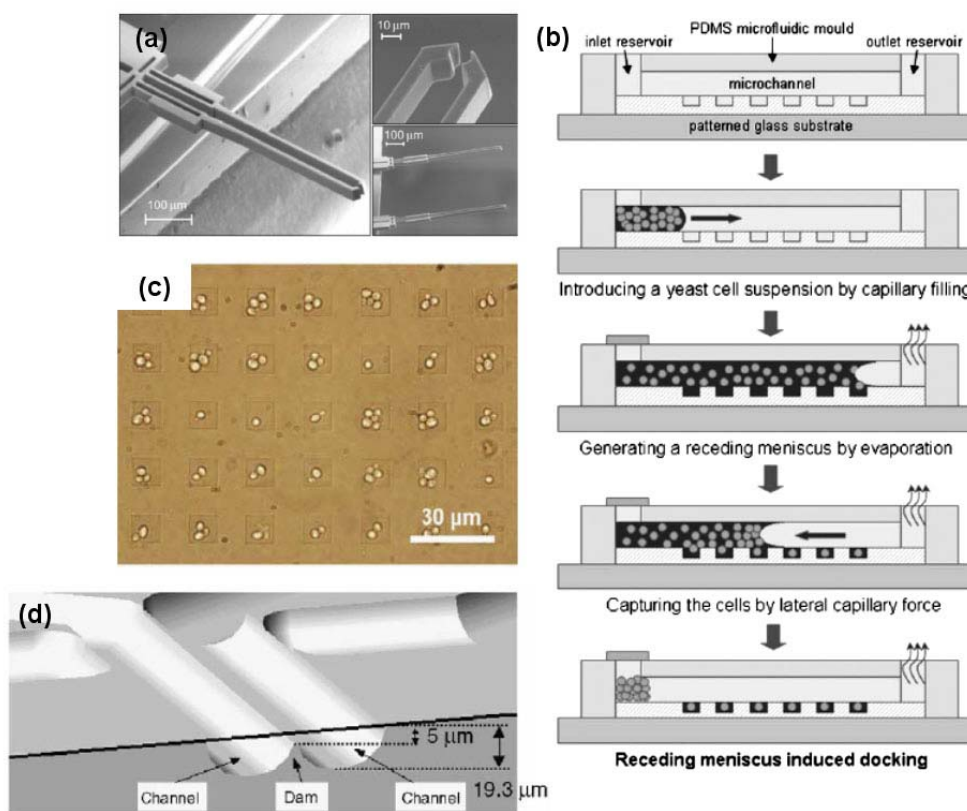 (a)
100 μm
10 μm
100 μm
(b)
PDMS microfluidic mould
inlet reservoir
outlet reservoir
microchannel
patterned glass substrate
Introducing a yeast cell suspension by capillary filling
Generating a receding meniscus by evaporation
Capturing the cells by lateral capillary force
Receding meniscus induced docking
(c)
30 μm
(d)
5 μm
19.3 μm
Channel
Dam
Channel